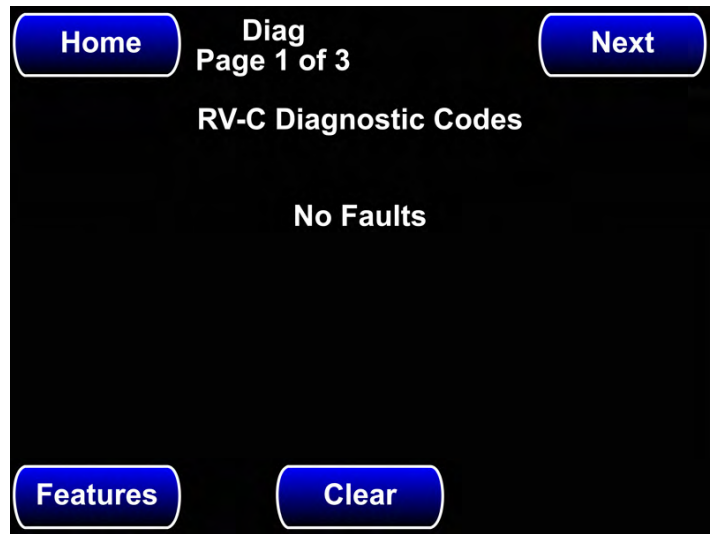 Home
Diag
Page 1 of 3
Next
RV-C Diagnostic Codes
No Faults
Features
Clear